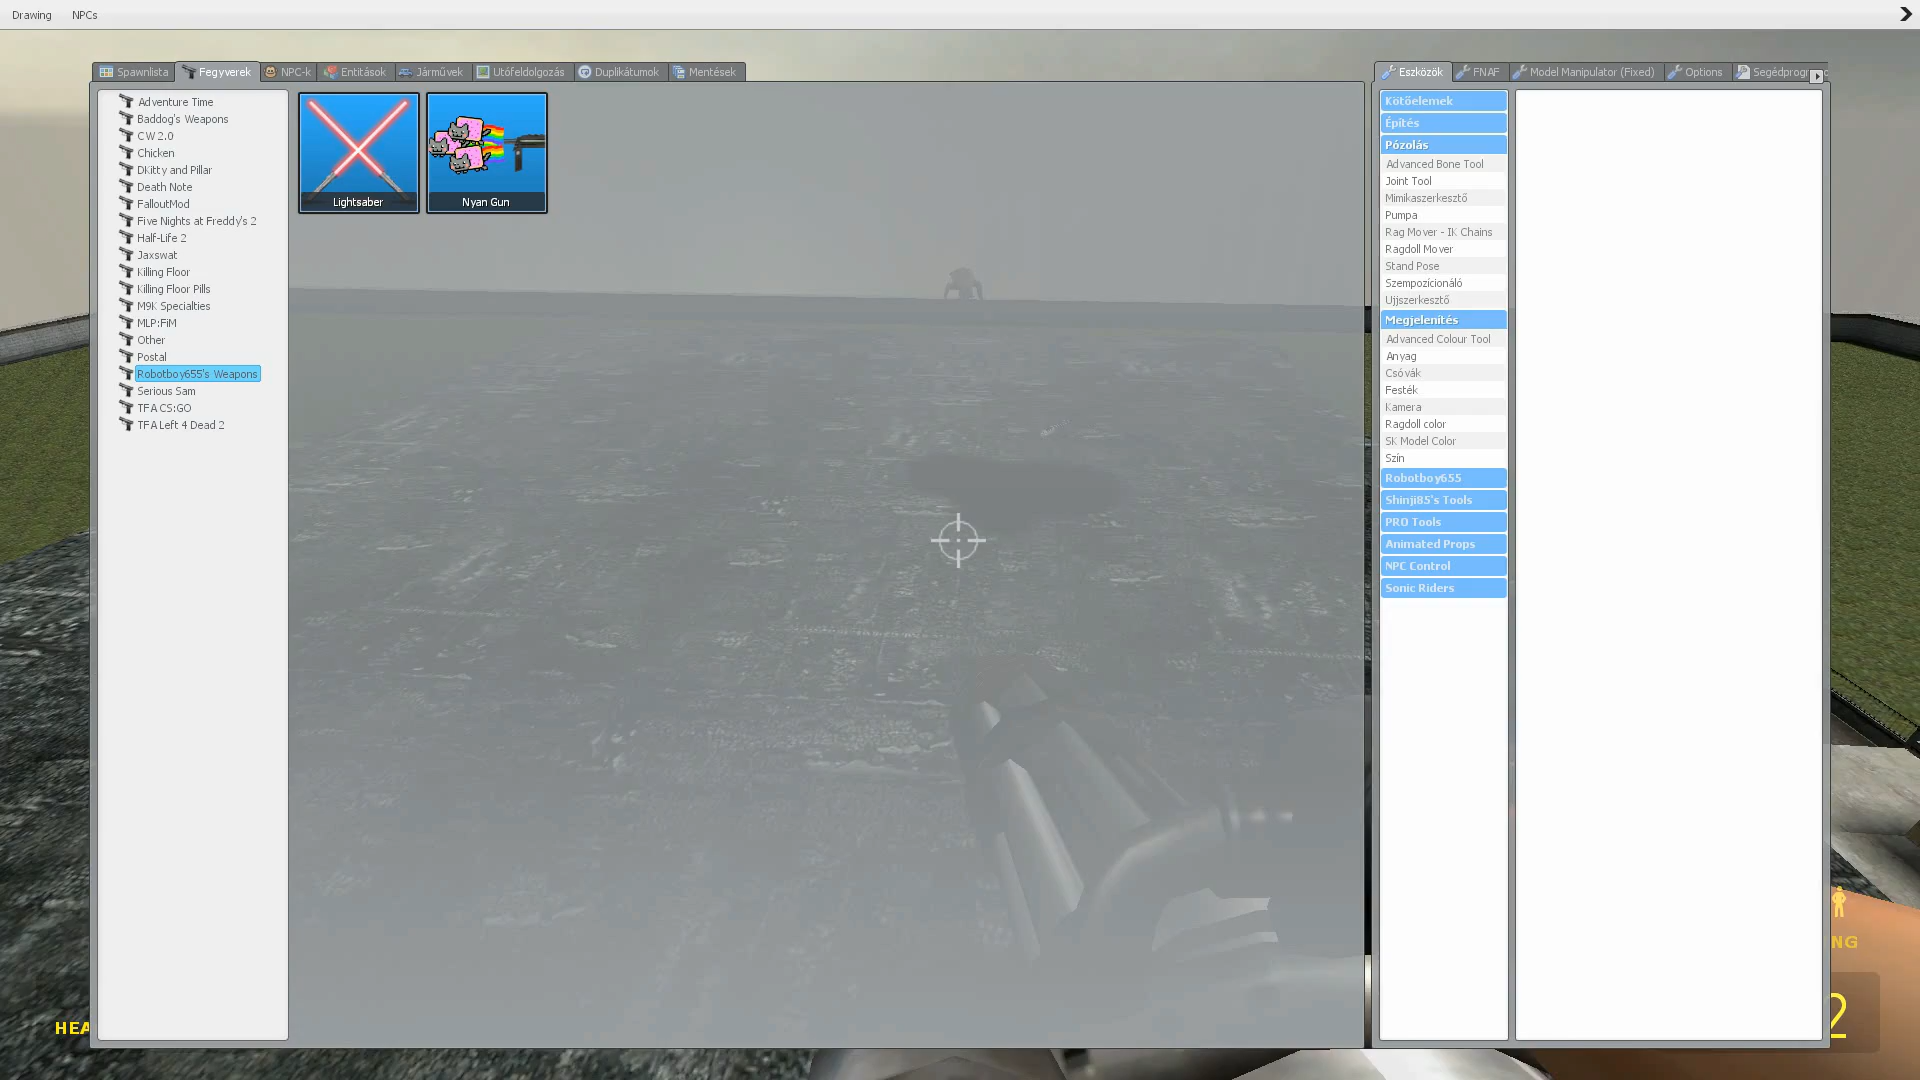 Drawing NPCs
Spawnlista Fegyverek NPC-k Entitások Járművek Utófeldolgozás Duplikátumok Mentések
Adventure Time
Baddog's Weapons
CW 2.0
Chicken
DKitty and Pillar
Death Note
FalloutMod
Five Nights at Freddy's 2
Half-Life 2
Jaxswat
Killing Floor
Killing Floor Pills
M9K Specialties
MLP:FiM
Other
Postal
Robotboy655's Weapons
Serious Sam
TFA CS:GO
TFA Left 4 Dead 2
Lightsaber
Nyan Gun
Eszközök FNAF Model Manipulator (Fixed) Options Segédprogr
Kötőelemek
Építés
Pózolás
Advanced Bone Tool
Joint Tool
Mimikaszerkesztő
Pumpa
Rag Mover - IK Chains
Ragdoll Mover
Stand Pose
Szempozícionáló
Ujjszerkesztő
Megjelenítés
Advanced Colour Tool
Anyag
Csóvák
Festék
Kamera
Ragdoll color
SK Model Color
Szín
Robotboy655
Shinji85's Tools
PRO Tools
Animated Props
NPC Control
Sonic Riders
HEA
NG
2